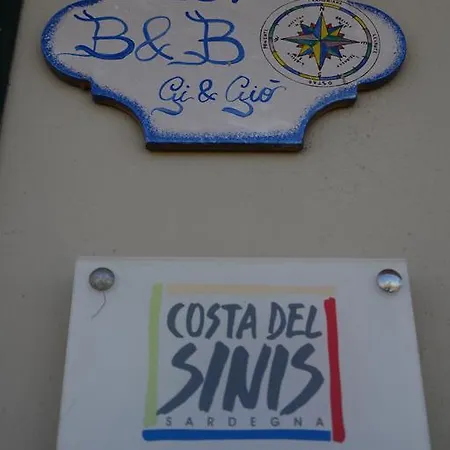 B&B
Gi & Giò
COSTA DEL
SINIS
SARDEGNA